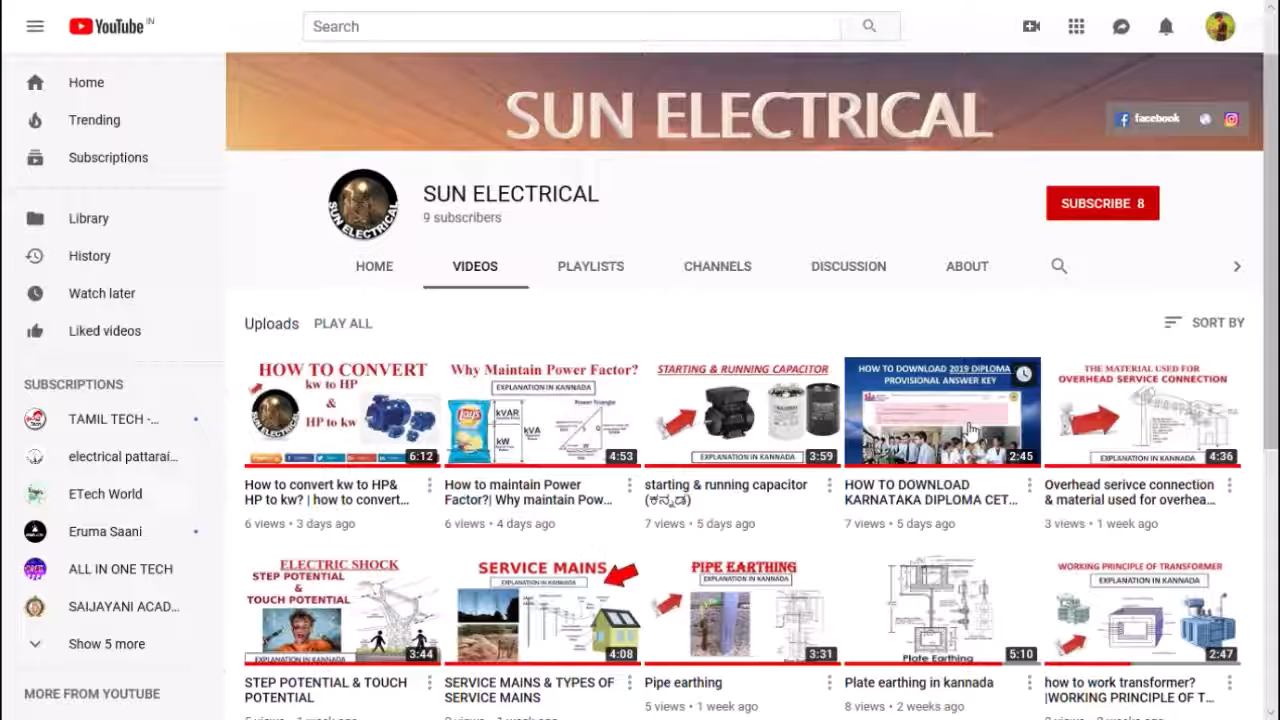 YouTube IN
Search
Home
Trending
Subscriptions
Library
History
Watch later
Liked videos
SUBSCRIPTIONS
TAMIL TECH -...
electrical pattarai...
ETech World
Eruma Saani
ALL IN ONE TECH
SAIJAYANI ACAD...
Show 5 more
MORE FROM YOUTUBE
SUN ELECTRICAL
facebook
SUN ELECTRICAL
SUN ELECTRICAL
9 subscribers
SUBSCRIBE 8
HOME
VIDEOS
PLAYLISTS
CHANNELS
DISCUSSION
ABOUT
Uploads
PLAY ALL
SORT BY
HOW TO CONVERT
kw to HP
&
HP to kw
6:12
How to convert kw to HP&
HP to kw? | how to convert...
6 views • 3 days ago
Why Maintain Power Factor?
EXPLANATION IN KANNADA
Power Triangle
Lay's
kVAR
kVA
kW
4:53
How to maintain Power
Factor?| Why maintain Pow...
6 views • 4 days ago
STARTING & RUNNING CAPACITOR
EXPLANATION IN KANNADA
3:59
starting & running capacitor
(ಕನ್ನಡ)
7 views • 5 days ago
HOW TO DOWNLOAD 2019 DIPLOMA
PROVISIONAL ANSWER KEY
2:45
HOW TO DOWNLOAD
KARNATAKA DIPLOMA CET...
7 views • 5 days ago
THE MATERIAL USED FOR
OVERHEAD SERVICE CONNECTION
EXPLANATION IN KANNADA
4:36
Overhead serivce connection
& material used for overhea...
3 views • 1 week ago
ELECTRIC SHOCK
STEP POTENTIAL
&
TOUCH POTENTIAL
EXPLANATION IN KANNADA
3:44
STEP POTENTIAL & TOUCH
POTENTIAL
SERVICE MAINS
EXPLANATION IN KANNADA
4:08
SERVICE MAINS & TYPES OF
SERVICE MAINS
PIPE EARTHING
EXPLANATION IN KANNADA
3:31
Pipe earthing
5 views • 1 week ago
Plate Earthing
5:10
Plate earthing in kannada
8 views • 2 weeks ago
WORKING PRINCIPLE OF TRANSFORMER
EXPLANATION IN KANNADA
2:47
how to work transformer?
|WORKING PRINCIPLE OF T...